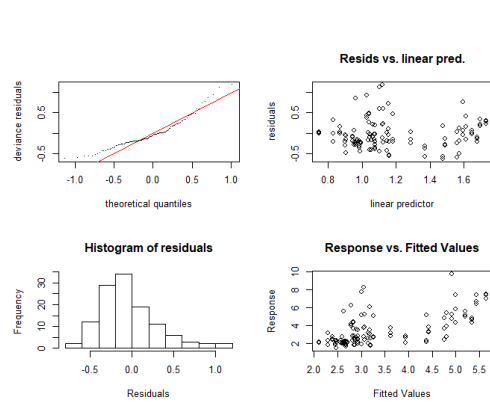 deviance residuals
0.5
-0.5
-1.0 -0.5 0.0 0.5 1.0
theoretical quantiles
Resids vs. linear pred.
residuals
0.5
-0.5
0.8 1.0 1.2 1.4 1.6
linear predictor
Histogram of residuals
Frequency
30
10
0
-0.5 0.0 0.5 1.0
Residuals
Response vs. Fitted Values
Response
10
8
6
4
2
2.0 2.5 3.0 3.5 4.0 4.5 5.0 5.5
Fitted Values